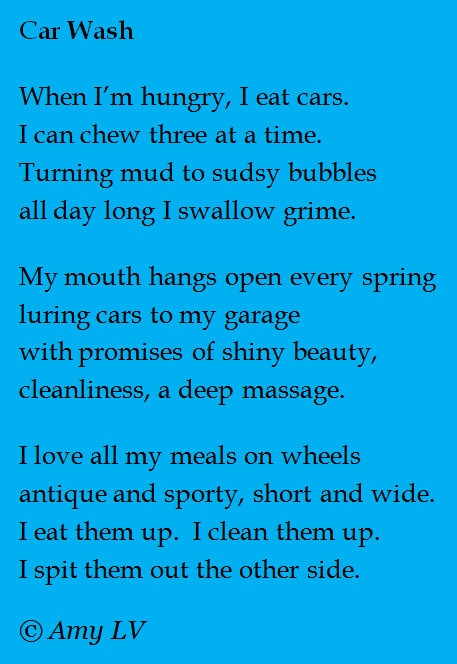 Car Wash
When I’m hungry, I eat cars.
I can chew three at a time.
Turning mud to sudsy bubbles
all day long I swallow grime.
My mouth hangs open every spring
luring cars to my garage
with promises of shiny beauty,
cleanliness, a deep massage.
I love all my meals on wheels
antique and sporty, short and wide.
I eat them up.  I clean them up.
I spit them out the other side.
© Amy LV